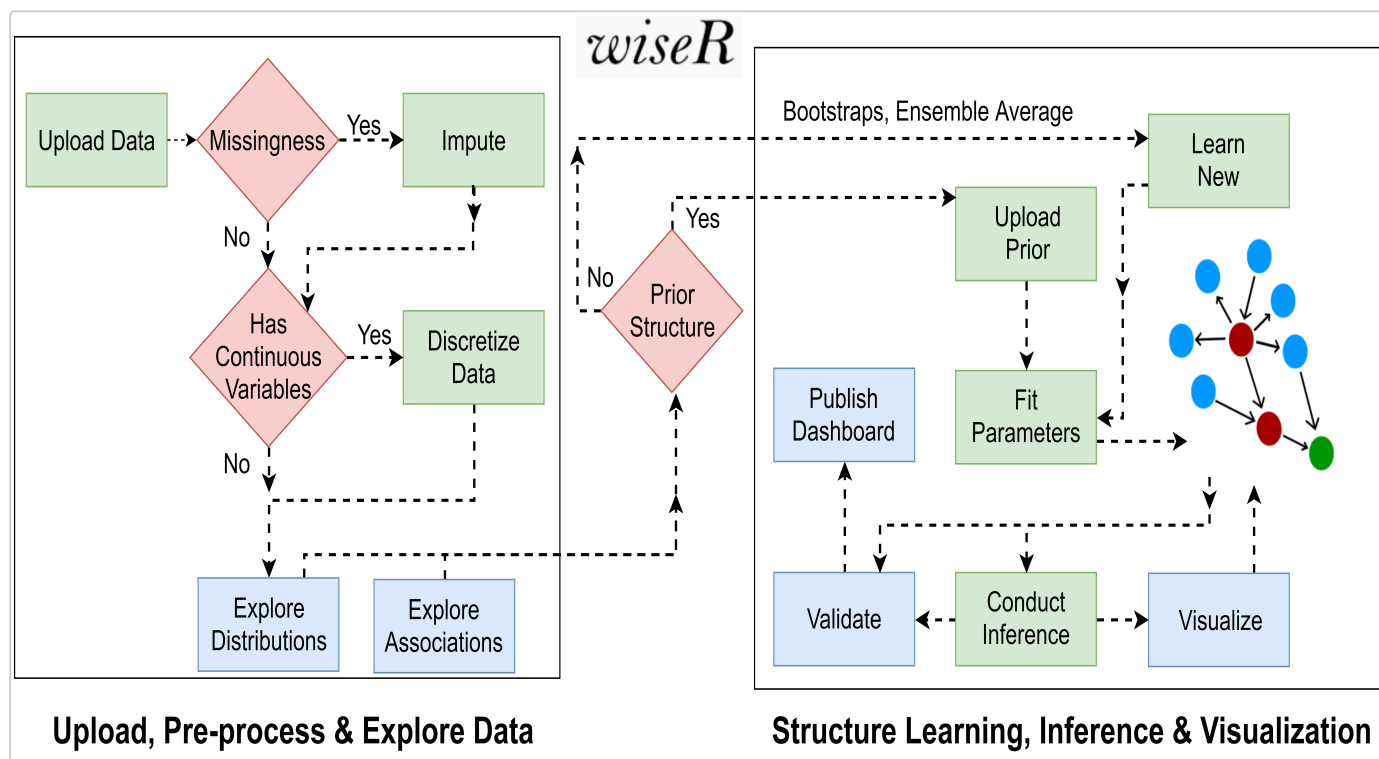 wiseR
Upload Data
Missingness
Yes
Impute
No
Has
Continuous
Variables
Yes
Discretize
Data
No
Explore
Distributions
Explore
Associations
Upload, Pre-process & Explore Data
Prior
Structure
No
Yes
Bootstraps, Ensemble Average
Learn
New
Upload
Prior
Fit
Parameters
Publish
Dashboard
Validate
Conduct
Inference
Visualize
Structure Learning, Inference & Visualization